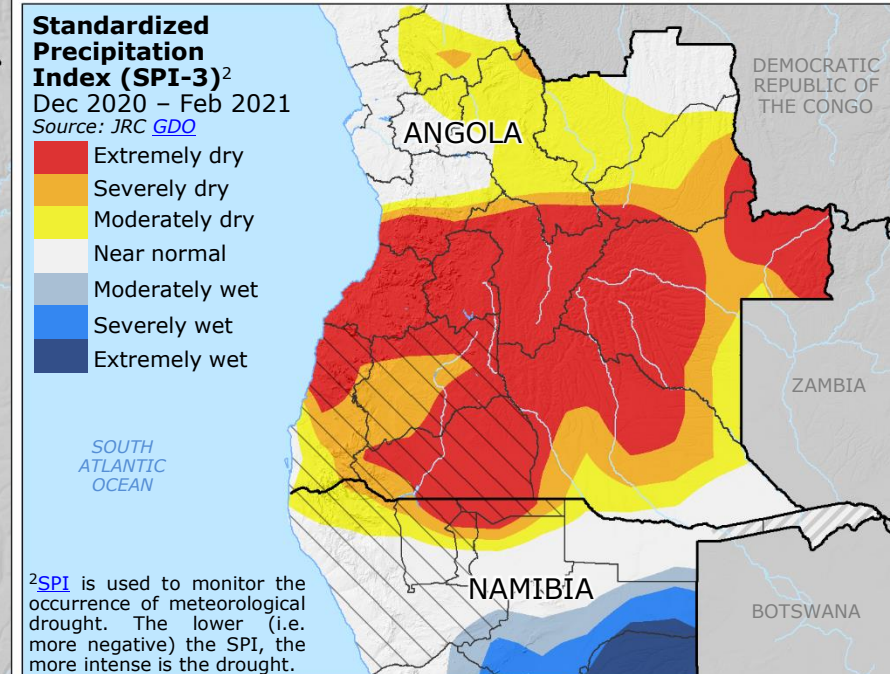 Standardized
Precipitation
Index (SPI-3)2
Dec 2020 – Feb 2021
Source: JRC GDO
Extremely dry
Severely dry
Moderately dry
Near normal
Moderately wet
Severely wet
Extremely wet
DEMOCRATIC
REPUBLIC OF
THE CONGO
ANGOLA
ZAMBIA
SOUTH
ATLANTIC
OCEAN
NAMIBIA
BOTSWANA
2SPI is used to monitor the
occurrence of meteorological
drought. The lower (i.e.
more negative) the SPI, the
more intense is the drought.